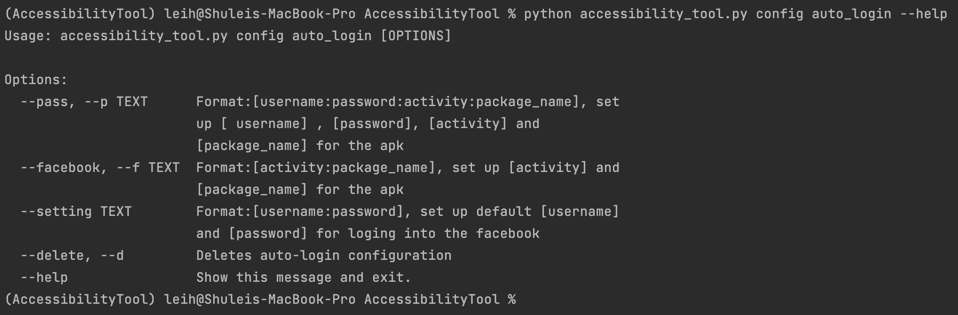 (AccessibilityTool) leih@Shuleis-MacBook-Pro AccessibilityTool % python accessibility_tool.py config auto_login --help
Usage: accessibility_tool.py config auto_login [OPTIONS]

Options:
  --pass, --p TEXT      Format:[username:password:activity:package_name], set
                        up [ username] , [password], [activity] and
                        [package_name] for the apk
  --facebook, --f TEXT  Format:[activity:package_name], set up [activity] and
                        [package_name] for the apk
  --setting TEXT        Format:[username:password], set up default [username]
                        and [password] for loging into the facebook
  --delete, --d         Deletes auto-login configuration
  --help                Show this message and exit.
(AccessibilityTool) leih@Shuleis-MacBook-Pro AccessibilityTool %